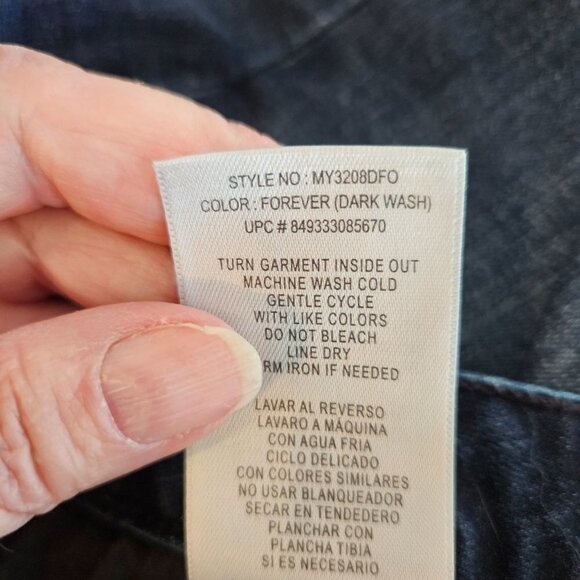 STYLE NO : MY3208DFO
COLOR : FOREVER (DARK WASH)
UPC # 849333085670
TURN GARMENT INSIDE OUT
MACHINE WASH COLD
GENTLE CYCLE
WITH LIKE COLORS
DO NOT BLEACH
LINE DRY
IRON IF NEEDED
LAVAR AL REVERSO
LAVARO A MÁQUINA
CON AGUA FRIA
CICLO DELICADO
CON COLORES SIMILARES
NO USAR BLANQUEADOR
SECAR EN TENDEDERO
PLANCHAR CON
PLANCHA TIBIA
SI ES NECESARIO